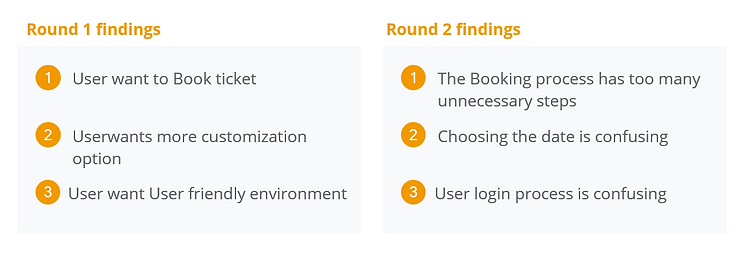 Round 1 findings
1 User want to Book ticket
2 Userwants more customization
option
3 User want User friendly environment
Round 2 findings
1 The Booking process has too many
unnecessary steps
2 Choosing the date is confusing
3 User login process is confusing